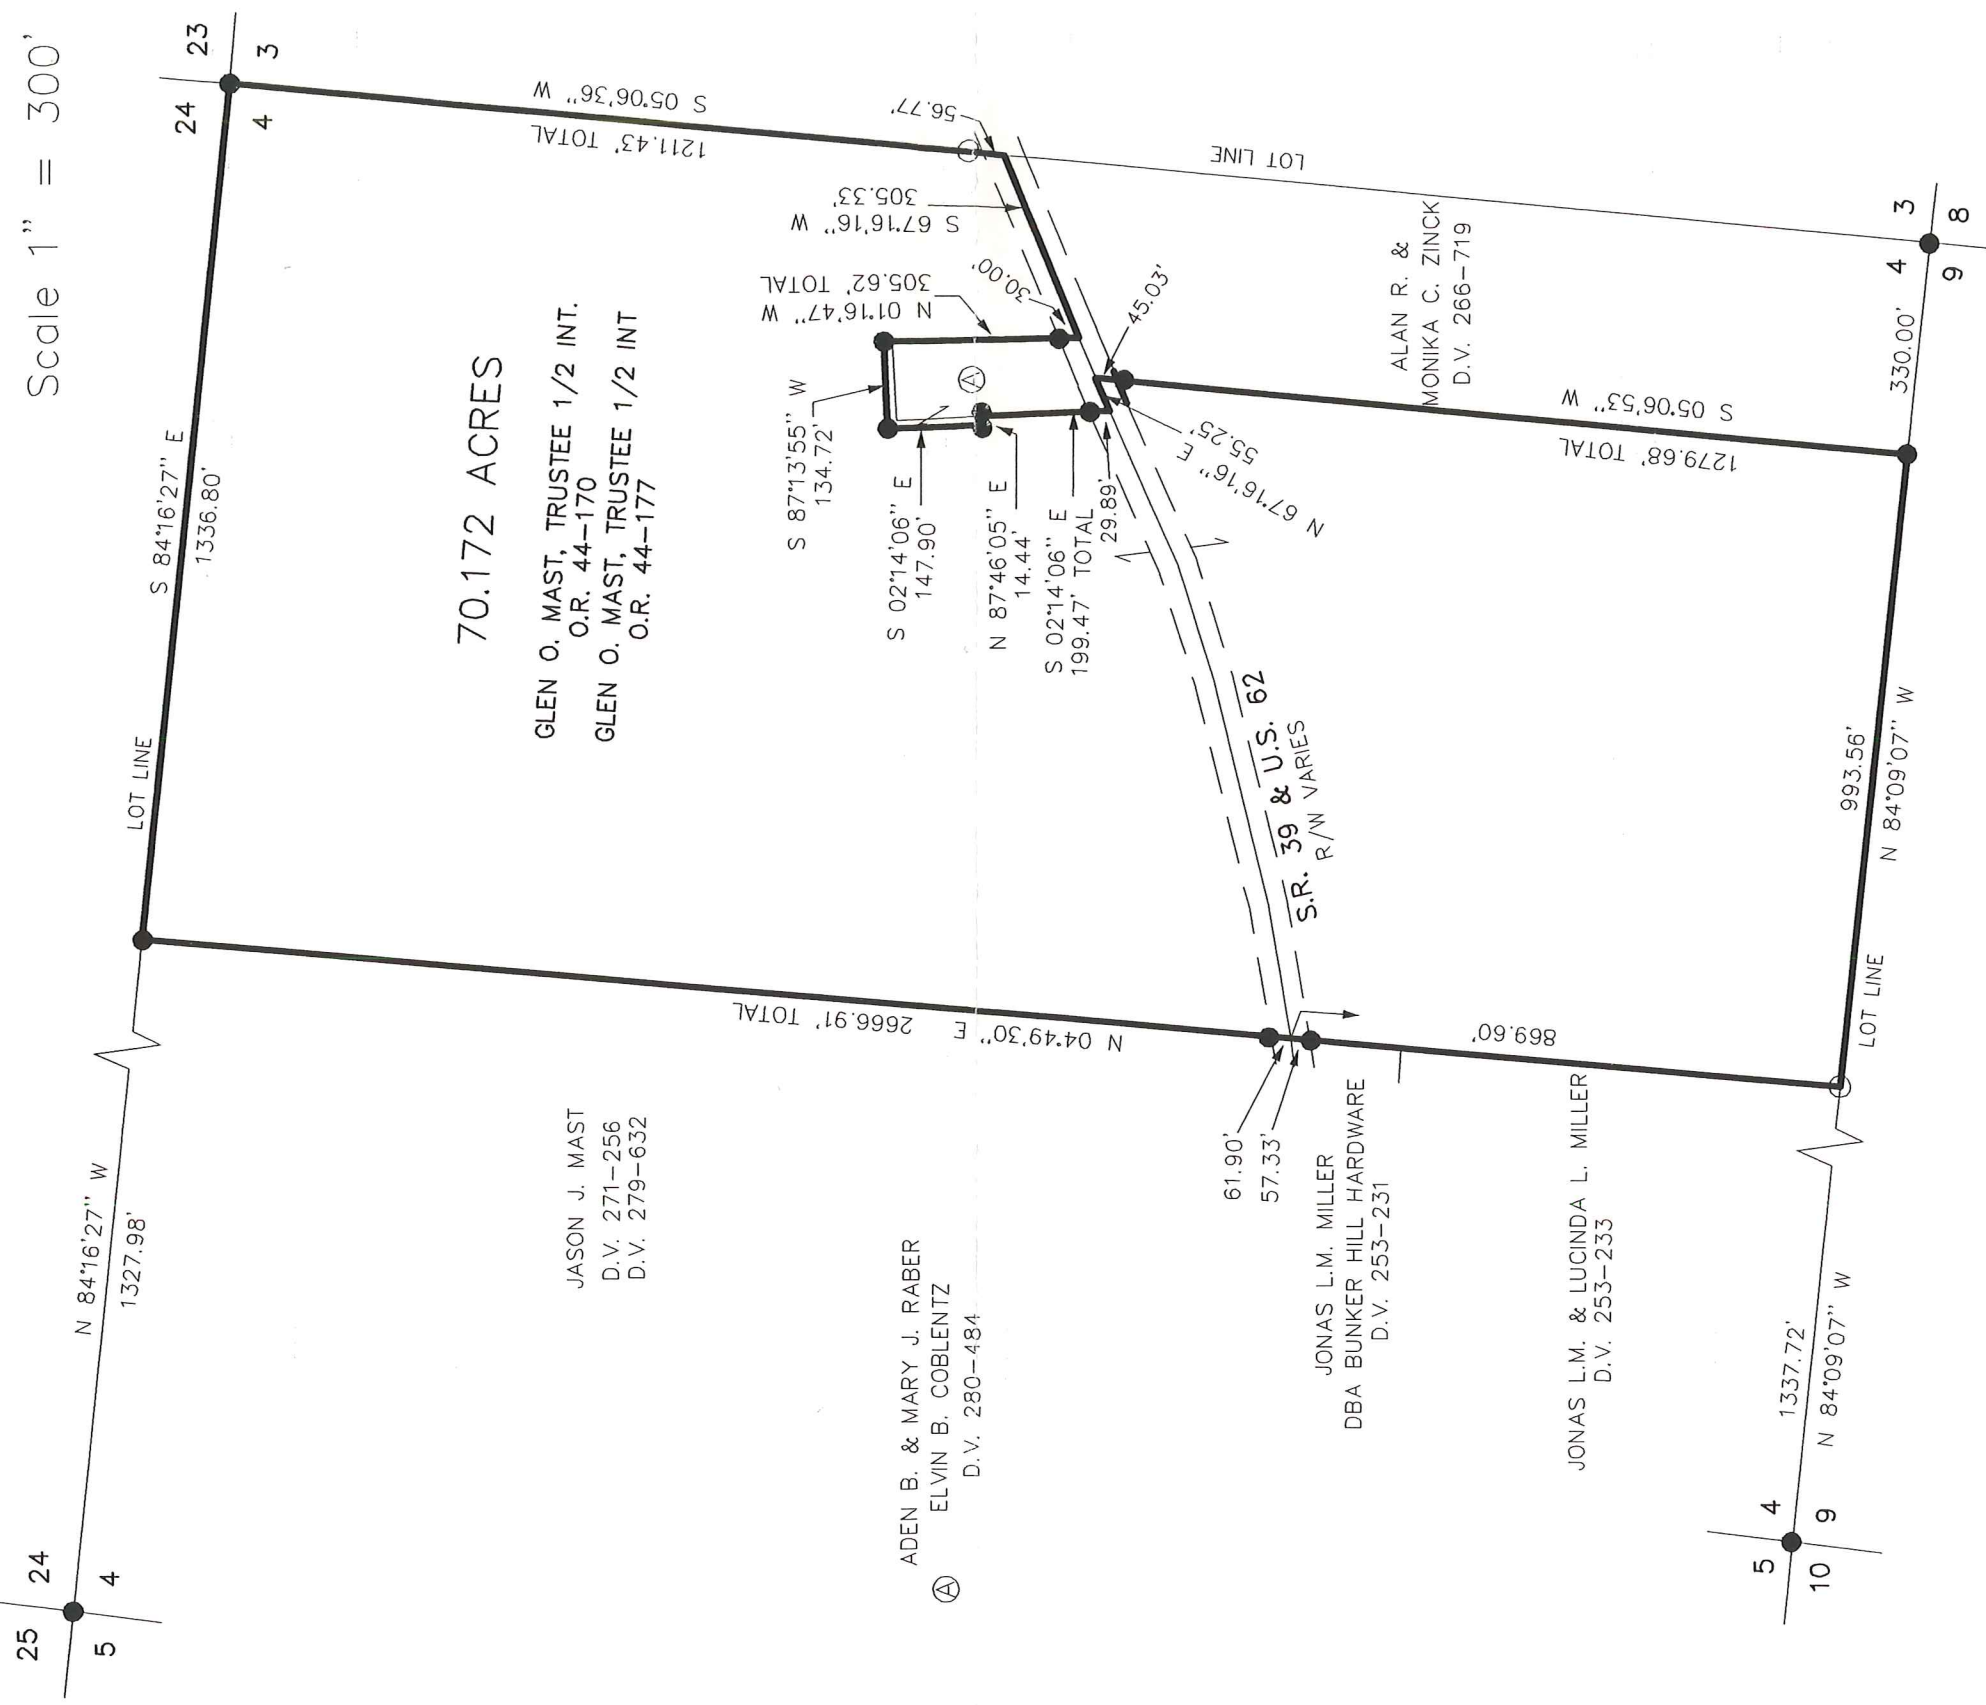 Scale 1" = 300'
23
24
3
4
S 84°16'27" E
1336.80'
LOT LINE
S 05°06'36" W
1211.43' TOTAL
56.77'
LOT LINE
S 67°16'16" W
305.33'
N 01°16'47" W
305.62' TOTAL
30.00'
45.03'
70.172 ACRES
GLEN O. MAST, TRUSTEE 1/2 INT.
O.R. 44-170
GLEN O. MAST, TRUSTEE 1/2 INT
O.R. 44-177
S 87°13'55" W
134.72'
A
S 02°14'06" E
147.90'
N 87°46'05" E
14.44'
S 02°14'06" E
199.47' TOTAL
29.89'
N 67°16'16" E
55.25'
ALAN R. &
MONIKA C. ZINCK
D.V. 266-719
S 05°06'53" W
1279.68' TOTAL
3
4
8
9
330.00'
993.56'
N 84°09'07" W
LOT LINE
S.R. 39 & U.S. 62
R/W VARIES
N 04°49'30" E 2666.91' TOTAL
869.60'
61.90'
57.33'
N 84°16'27" W
1327.98'
JASON J. MAST
D.V. 271-256
D.V. 279-632
A
ADEN B. & MARY J. RABER
ELVIN B. COBLENTZ
D.V. 280-484
JONAS L.M. MILLER
DBA BUNKER HILL HARDWARE
D.V. 253-231
JONAS L.M. & LUCINDA L. MILLER
D.V. 253-233
1337.72'
N 84°09'07" W
25
24
5
4
5
4
10
9